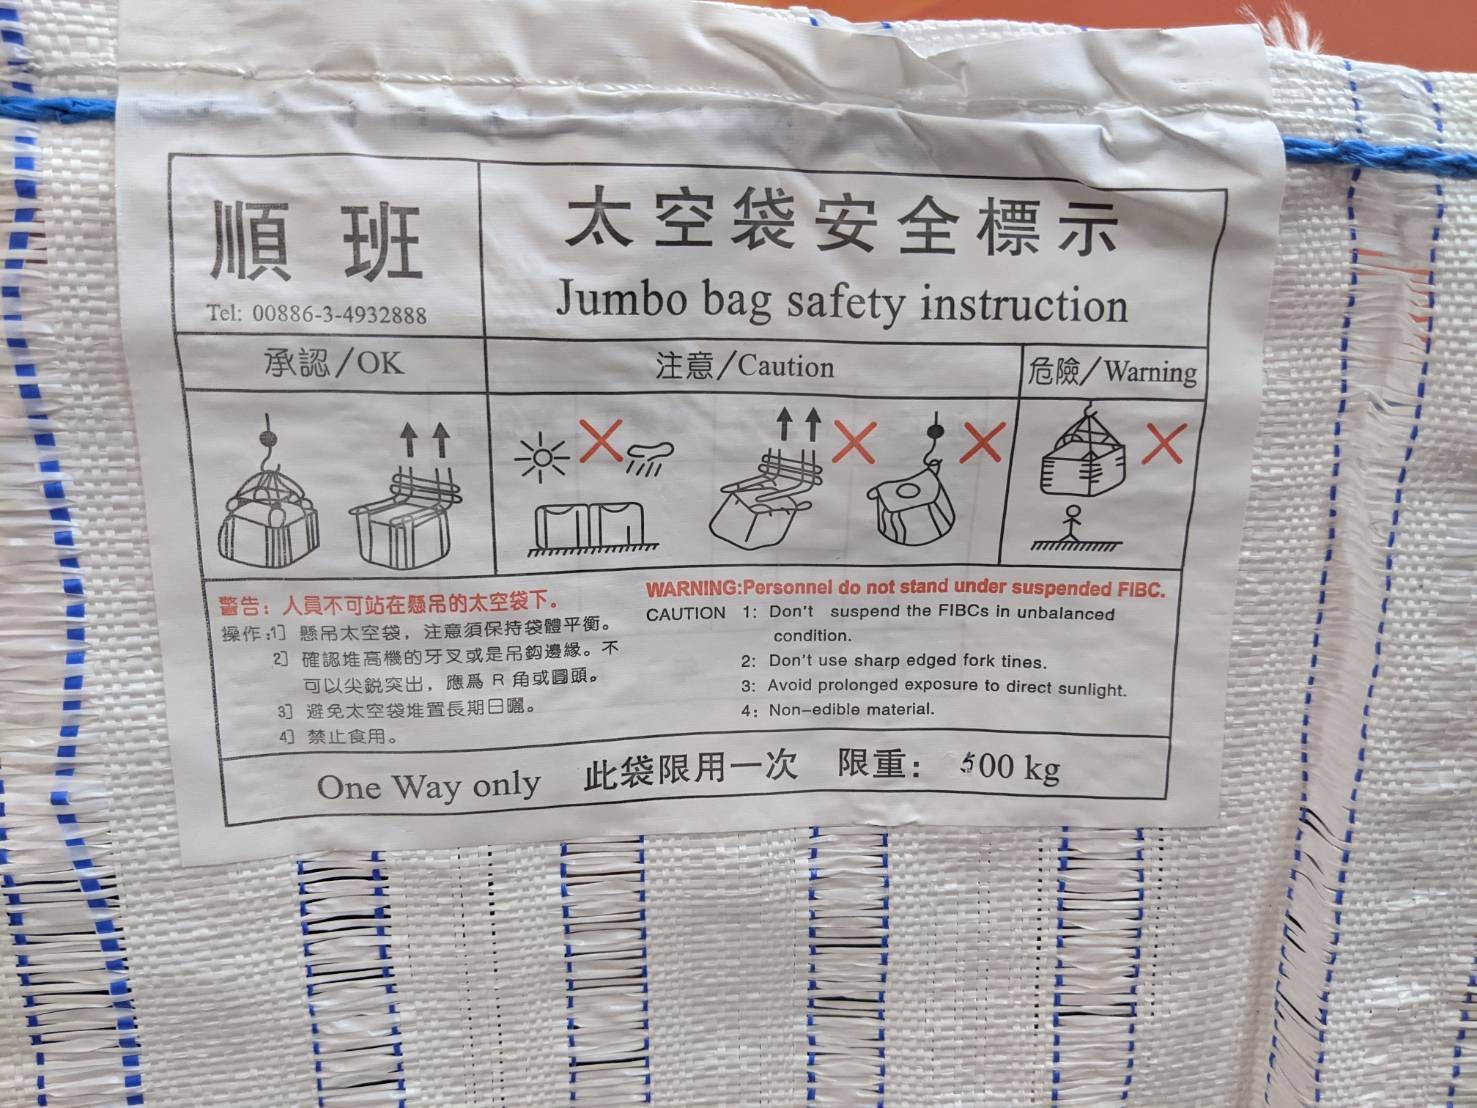 順班
Tel: 00886-3-4932888
太空袋安全標示
Jumbo bag safety instruction
承認/OK
注意/Caution
危險/Warning
警告：人員不可站在懸吊的太空袋下。
操作:1〕懸吊太空袋，注意須保持袋體平衡。
2〕確認堆高機的牙叉或是吊鈎邊緣。不
可以尖鋭突出，應爲 R 角或圓頭。
3〕避免太空袋堆置長期日曬。
4〕禁止食用。
WARNING:Personnel do not stand under suspended FIBC.
CAUTION 1: Don't suspend the FIBCs in unbalanced
condition.
2: Don't use sharp edged fork tines.
3: Avoid prolonged exposure to direct sunlight.
4: Non-edible material.
One Way only 此袋限用一次 限重： 500 kg